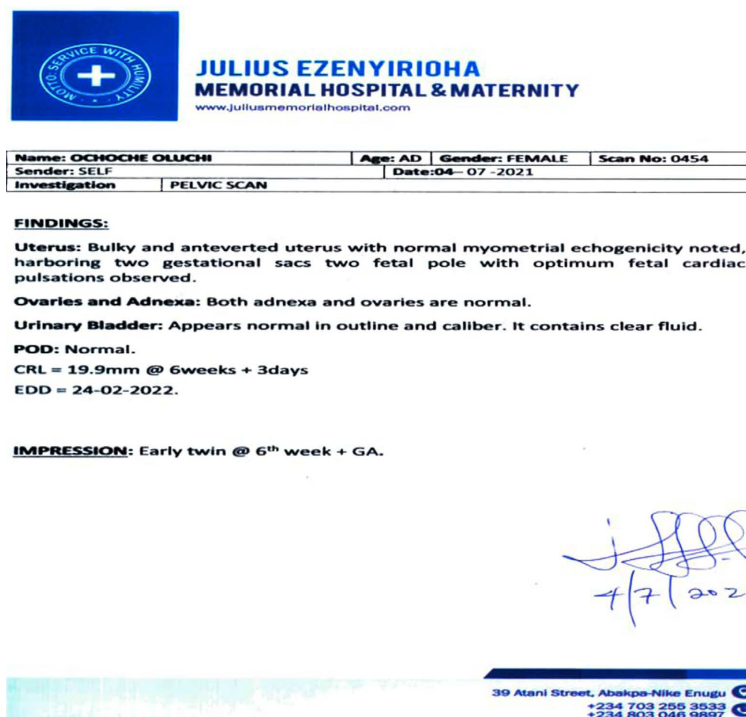 MOTTO: SERVICE WITH HUMILITY
JULIUS EZENYIRIOHA
MEMORIAL HOSPITAL & MATERNITY
www.juliusmemorialhospital.com
Name: OCHOCHE OLUCHI Age: AD Gender: FEMALE Scan No: 0454
Sender: SELF Date:04– 07 -2021
Investigation PELVIC SCAN
FINDINGS:
Uterus: Bulky and anteverted uterus with normal myometrial echogenicity noted,
harboring two gestational sacs two fetal pole with optimum fetal cardiac
pulsations observed.
Ovaries and Adnexa: Both adnexa and ovaries are normal.
Urinary Bladder: Appears normal in outline and caliber. It contains clear fluid.
POD: Normal.
CRL = 19.9mm @ 6weeks + 3days
EDD = 24-02-2022.
IMPRESSION: Early twin @ 6th week + GA.
4/7/202
39 Atani Street, Abakpa-Nike Enugu
+234 703 255 3533
+234 803 046 9897